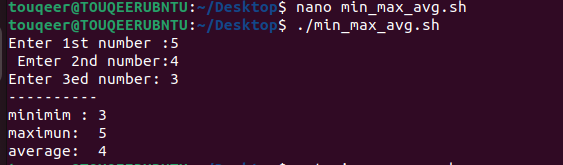 touqeer@TOUQEERUBNTU:~/Desktop$ nano min_max_avg.sh
touqeer@TOUQEERUBNTU:~/Desktop$ ./min_max_avg.sh
Enter 1st number :5
 Emter 2nd number:4
Enter 3ed number: 3
----------
minimim : 3
maximun:  5
average:  4